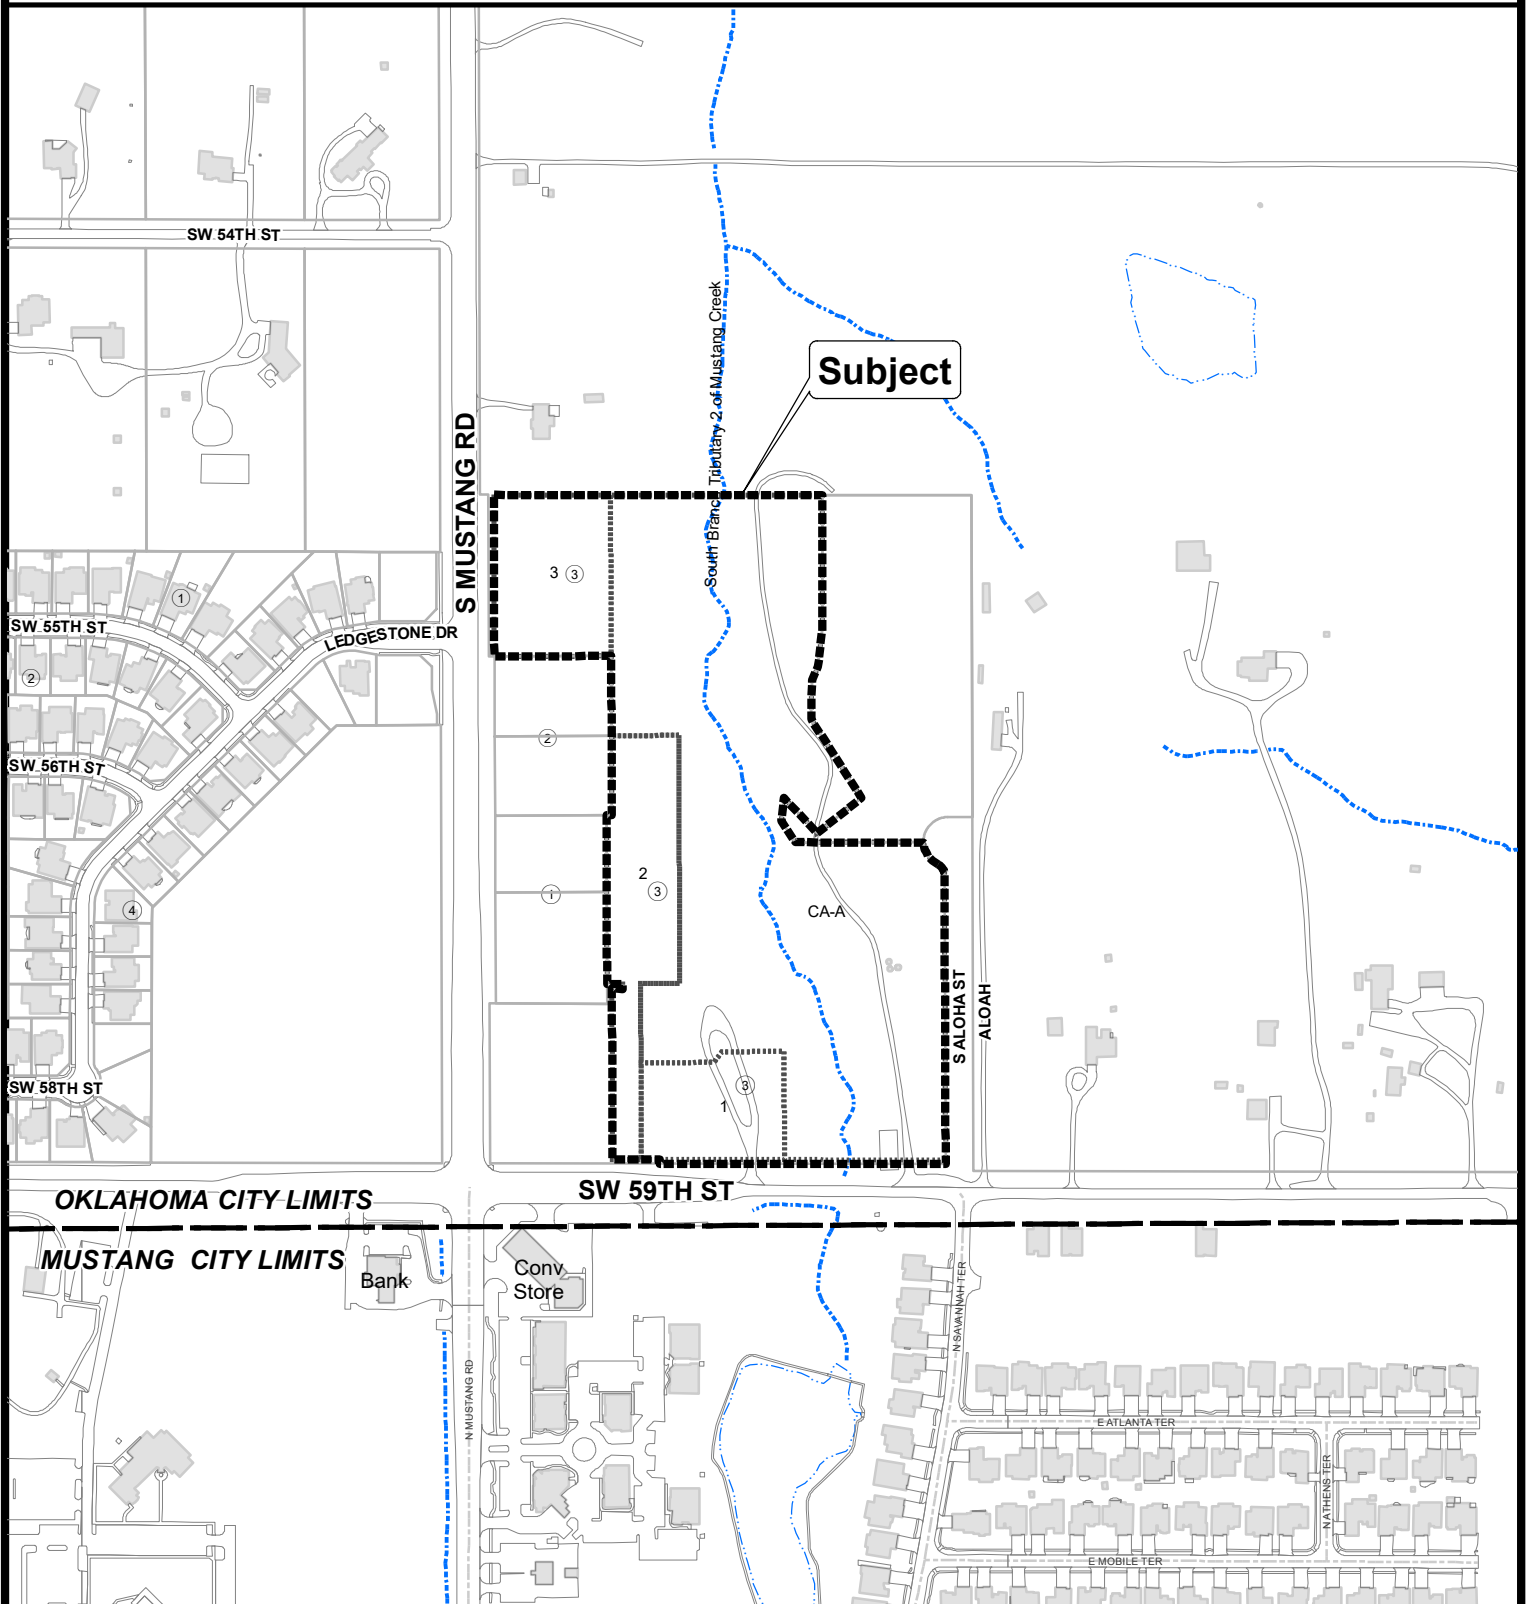 SW 54TH ST
South Branch Tributary 2 of Mustang Creek
Subject
S MUSTANG RD
3 3
1
SW 55TH ST
LEDGESTONE DR
2
2
SW 56TH ST
2
3
1
4
CA-A
S ALOHA ST
ALOAH
3
1
SW 58TH ST
SW 59TH ST
OKLAHOMA CITY LIMITS
MUSTANG CITY LIMITS
Bank
Conv
Store
N SAVANNAH TER
N MUSTANG RD
E ATLANTA TER
N ATHENS TER
E MOBILE TER